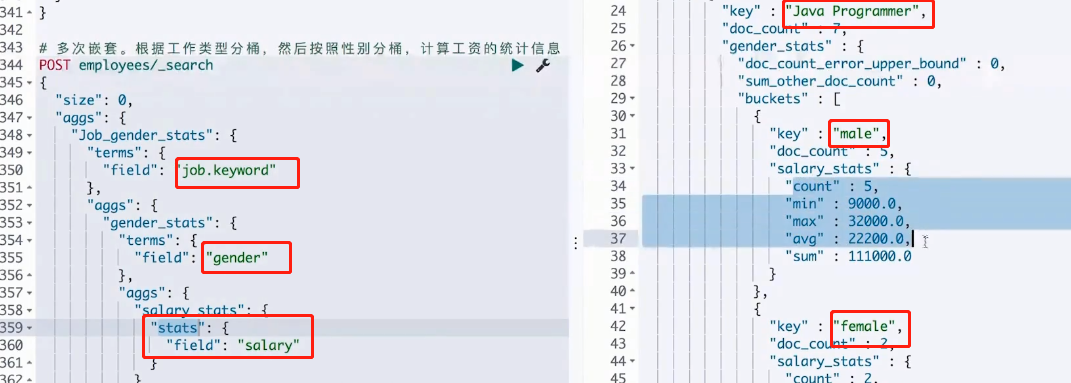 341 }
342
343 # 多次嵌套。根据工作类型分桶，然后按照性别分桶，计算工资的统计信息
344 POST employees/_search
345 {
346 "size": 0,
347 "aggs": {
348 "Job_gender_stats": {
349 "terms": {
350 "field": "job.keyword"
351 },
352 "aggs": {
353 "gender_stats": {
354 "terms": {
355 "field": "gender"
356 },
357 "aggs": {
358 "salary_stats": {
359 "stats": {
360 "field": "salary"
361 }
362 }
24 "key" : "Java Programmer",
25 "doc_count" : 7,
26 "gender_stats" : {
27 "doc_count_error_upper_bound" : 0,
28 "sum_other_doc_count" : 0,
29 "buckets" : [
30 {
31 "key" : "male",
32 "doc_count" : 5,
33 "salary_stats" : {
34 "count" : 5,
35 "min" : 9000.0,
36 "max" : 32000.0,
37 "avg" : 22200.0,
38 "sum" : 111000.0
39 }
40 },
41 {
42 "key" : "female",
43 "doc_count" : 2,
44 "salary_stats" : {
45 "count" : 2,